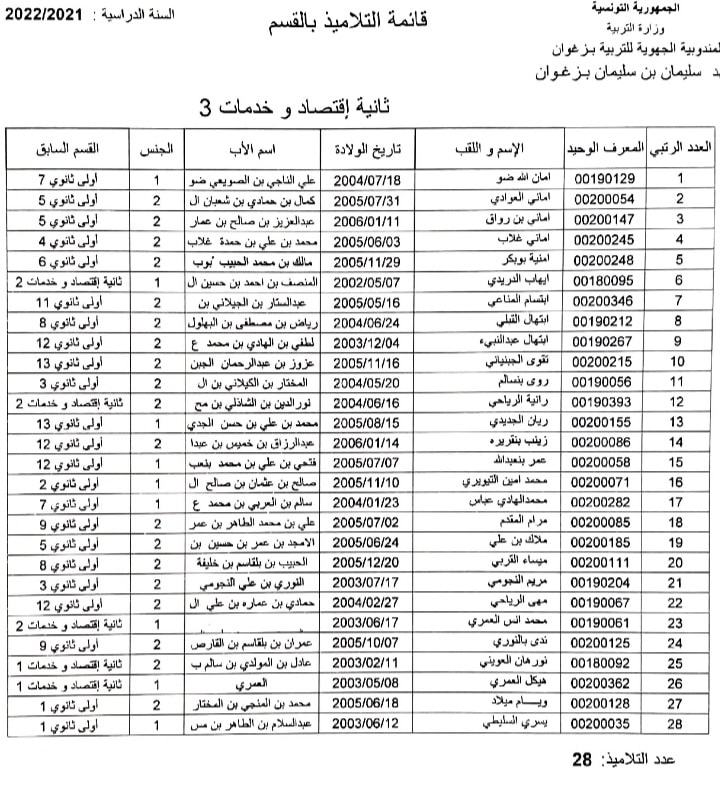 الجمهورية التونسية
وزارة التربية
المندوبية الجهوية للتربية بـزغوان
سليمان بن سليمان بـزغوان
السنة الدراسية : 2022/2021
قائمة التلاميذ بالقسم
ثانية إقتصاد و خدمات 3
العدد الرتبي المعرف الوحيد الإسم و اللقب تاريخ الولادة اسم الأب الجنس القسم السابق
1 00190129 امان الله ضو 2004/07/18 علي الناجي بن الصويعي ضو 1 أولى ثانوي 7
2 00200054 اماني العوادي 2005/07/31 كمال بن حمادي بن شعبان ال 2 أولى ثانوي 5
3 00200147 اماني بن رواق 2006/01/11 عبدالعزيز بن صالح بن عمار 2 أولى ثانوي 5
4 00200245 اماني غلاب 2005/06/03 محمد بن علي بن حمدة غلاب 2 أولى ثانوي 4
5 00200248 امنية بوبكر 2005/11/29 مالك بن محمد الحبيب بوب 2 أولى ثانوي 6
6 00180095 ايهاب الدريدي 2002/05/07 المنصف بن احمد بن حسين ال 1 ثانية إقتصاد و خدمات 2
7 00200346 ابتسام المناعي 2005/05/16 عبدالستار بن الجيلاني بن 2 أولى ثانوي 11
8 00190212 ابتهال القبلي 2004/06/24 رياض بن مصطفى بن البهلول 2 أولى ثانوي 8
9 00190267 ابتهال عبدالنبيء 2003/12/04 لطفي بن الهادي بن محمد ع 2 أولى ثانوي 12
10 00200215 تقوى الجبنياني 2005/11/16 عزوز بن عبدالرحمان الجبن 2 أولى ثانوي 13
11 00190056 روى بنسالم 2004/05/20 المختار بن الكيلاني بن ال 2 أولى ثانوي 3
12 00190393 رانية الرياحي 2004/06/16 نورالدين بن الشاذلي بن مح 2 ثانية إقتصاد و خدمات 2
13 00200155 ريان الجديدي 2005/08/15 محمد بن علي بن حسن الجدي 1 أولى ثانوي 13
14 00200086 زينب بنقريره 2006/01/14 عبدالرزاق بن خميس بن عبدا 2 أولى ثانوي 12
15 00200058 عمر بنعبدالله 2005/07/07 فتحي بن علي بن محمد بنعب 1 أولى ثانوي 12
16 00200071 محمد امين التيويري 2005/11/10 صالح بن عثمان بن صالح ال 1 أولى ثانوي 2
17 00200282 محمدالهادي عباس 2004/01/23 سالم بن العربي بن محمد ع 1 أولى ثانوي 7
18 00200085 مرام المقدم 2005/07/02 علي بن محمد الطاهر بن عمر 2 أولى ثانوي 9
19 00200185 ملاك بن علي 2005/06/24 الامجد بن عمر بن حسين بن 2 أولى ثانوي 5
20 00200111 ميساء القربي 2005/12/20 الحبيب بن بلقاسم بن خليفة 2 أولى ثانوي 8
21 00190204 مريم النجومي 2003/07/17 الفوري بن علي النجومي 2 أولى ثانوي 3
22 00190067 مهى الرياحي 2004/02/27 حمادي بن عماره بن علي ال 2 أولى ثانوي 12
23 00190061 محمد انس العمري 2003/06/17 1 ثانية إقتصاد و خدمات 2
24 00200125 ندى بالنوري 2005/10/07 عمران بن بلقاسم بن القارص 2 أولى ثانوي 9
25 00180092 نورهان العويني 2003/02/11 عادل بن المولدي بن سالم ب 2 ثانية إقتصاد و خدمات 1
26 00200362 هيكل العمري 2003/05/08 العمري 1 ثانية إقتصاد و خدمات 1
27 00200128 وسام ميلاد 2005/06/18 محمد بن المنجي بن المختار 2 أولى ثانوي 1
28 00200035 يسري السليطي 2003/06/12 عبدالسلام بن الطاهر بن مس 1 أولى ثانوي 1
عدد التلاميذ: 28